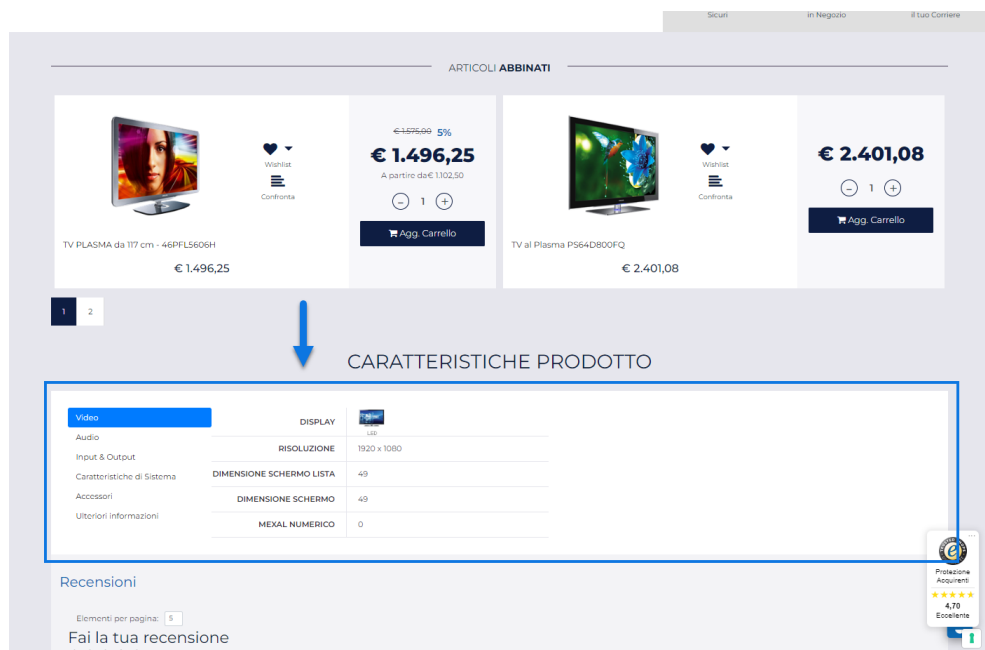 Sicuri
in Negozio
il tuo Corriere
ARTICOLI ABBINATI
€ 1.575,00 5%
€ 1.496,25
A partire da€ 1.102,50
Wishlist
Confronta
- 1 +
Agg. Carrello
TV PLASMA da 117 cm - 46PFL5606H
€ 1.496,25
€ 2.401,08
Wishlist
Confronta
- 1 +
Agg. Carrello
TV al Plasma PS64D800FQ
€ 2.401,08
1 2
CARATTERISTICHE PRODOTTO
Video
Audio
Input & Output
Caratteristiche di Sistema
Accessori
Ulteriori informazioni
DISPLAY
LED
RISOLUZIONE 1920 x 1080
DIMENSIONE SCHERMO LISTA 49
DIMENSIONE SCHERMO 49
MEXAL NUMERICO 0
Recensioni
Elementi per pagina: 5
Fai la tua recensione
Protezione
Acquirenti
4,70
Eccellente